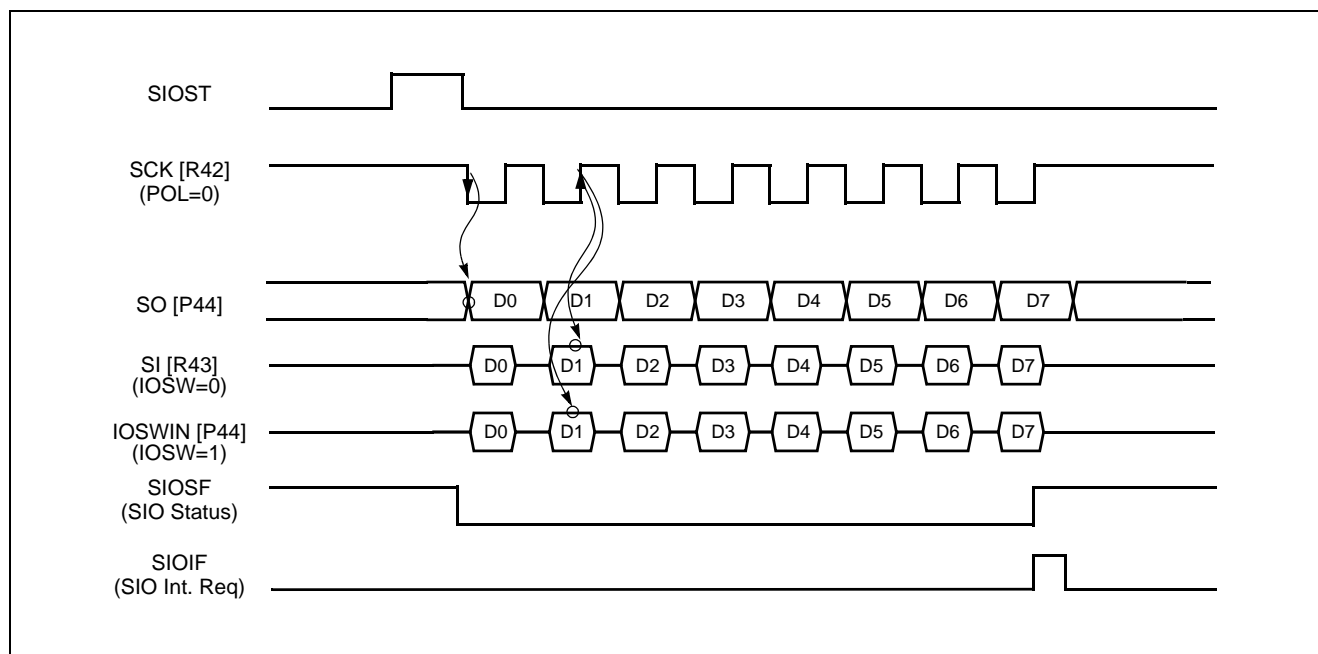 SIOST
SCK [R42]
(POL=0)
SO [P44]
D0 D1 D2 D3 D4 D5 D6 D7
SI [R43]
(IOSW=0)
D0 D1 D2 D3 D4 D5 D6 D7
IOSWIN [P44]
(IOSW=1)
D0 D1 D2 D3 D4 D5 D6 D7
SIOSF
(SIO Status)
SIOIF
(SIO Int. Req)